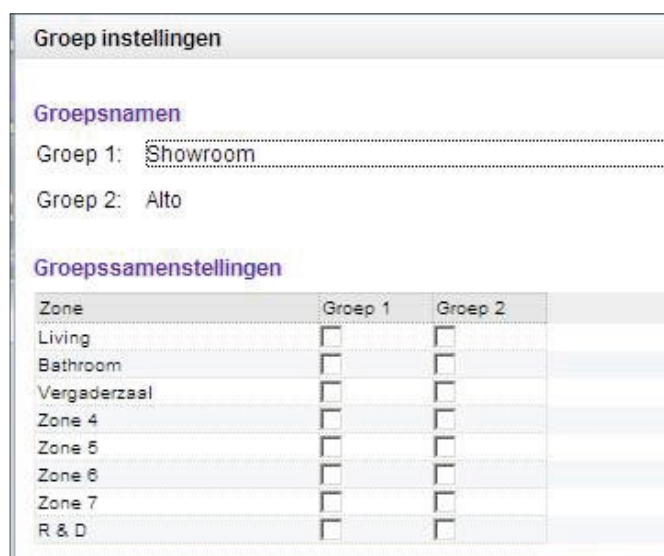 Groep instellingen
Groepsnamen
Groep 1: Showroom
Groep 2: Alto
Groepssamenstellingen
Zone Groep 1 Groep 2
Living
Bathroom
Vergaderzaal
Zone 4
Zone 5
Zone 6
Zone 7
R & D